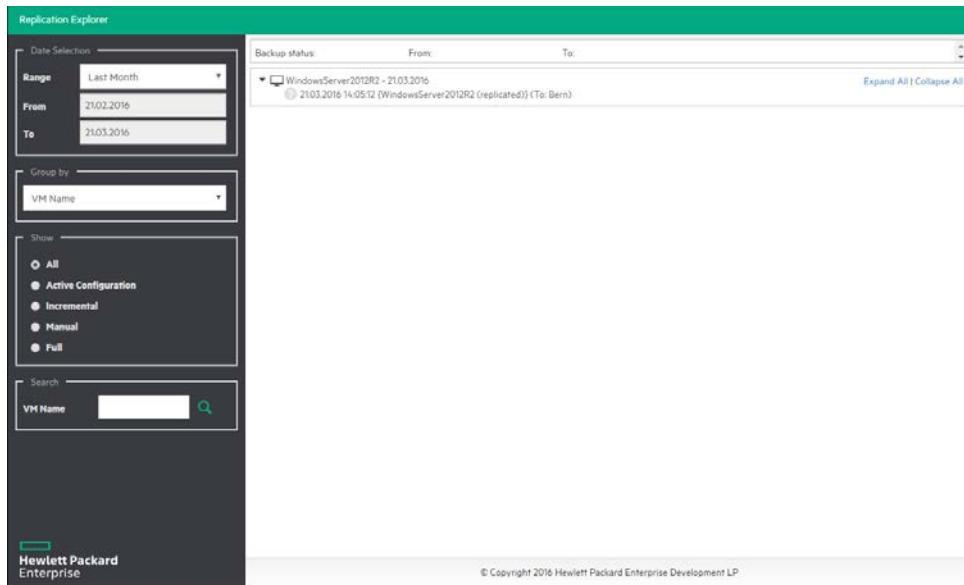 Replication Explorer
Date Selection
Range Last Month
From 21.02.2016
To 21.03.2016
Group by
VM Name
Show
All
Active Configuration
Incremental
Manual
Full
Search
VM Name
Hewlett Packard
Enterprise
Backup status: From: To:
WindowsServer2012R2 - 21.03.2016
Expand All | Collapse All
21.03.2016 14:05:12 {WindowsServer2012R2 (replicated)} (To: Bern)
© Copyright 2016 Hewlett Packard Enterprise Development LP